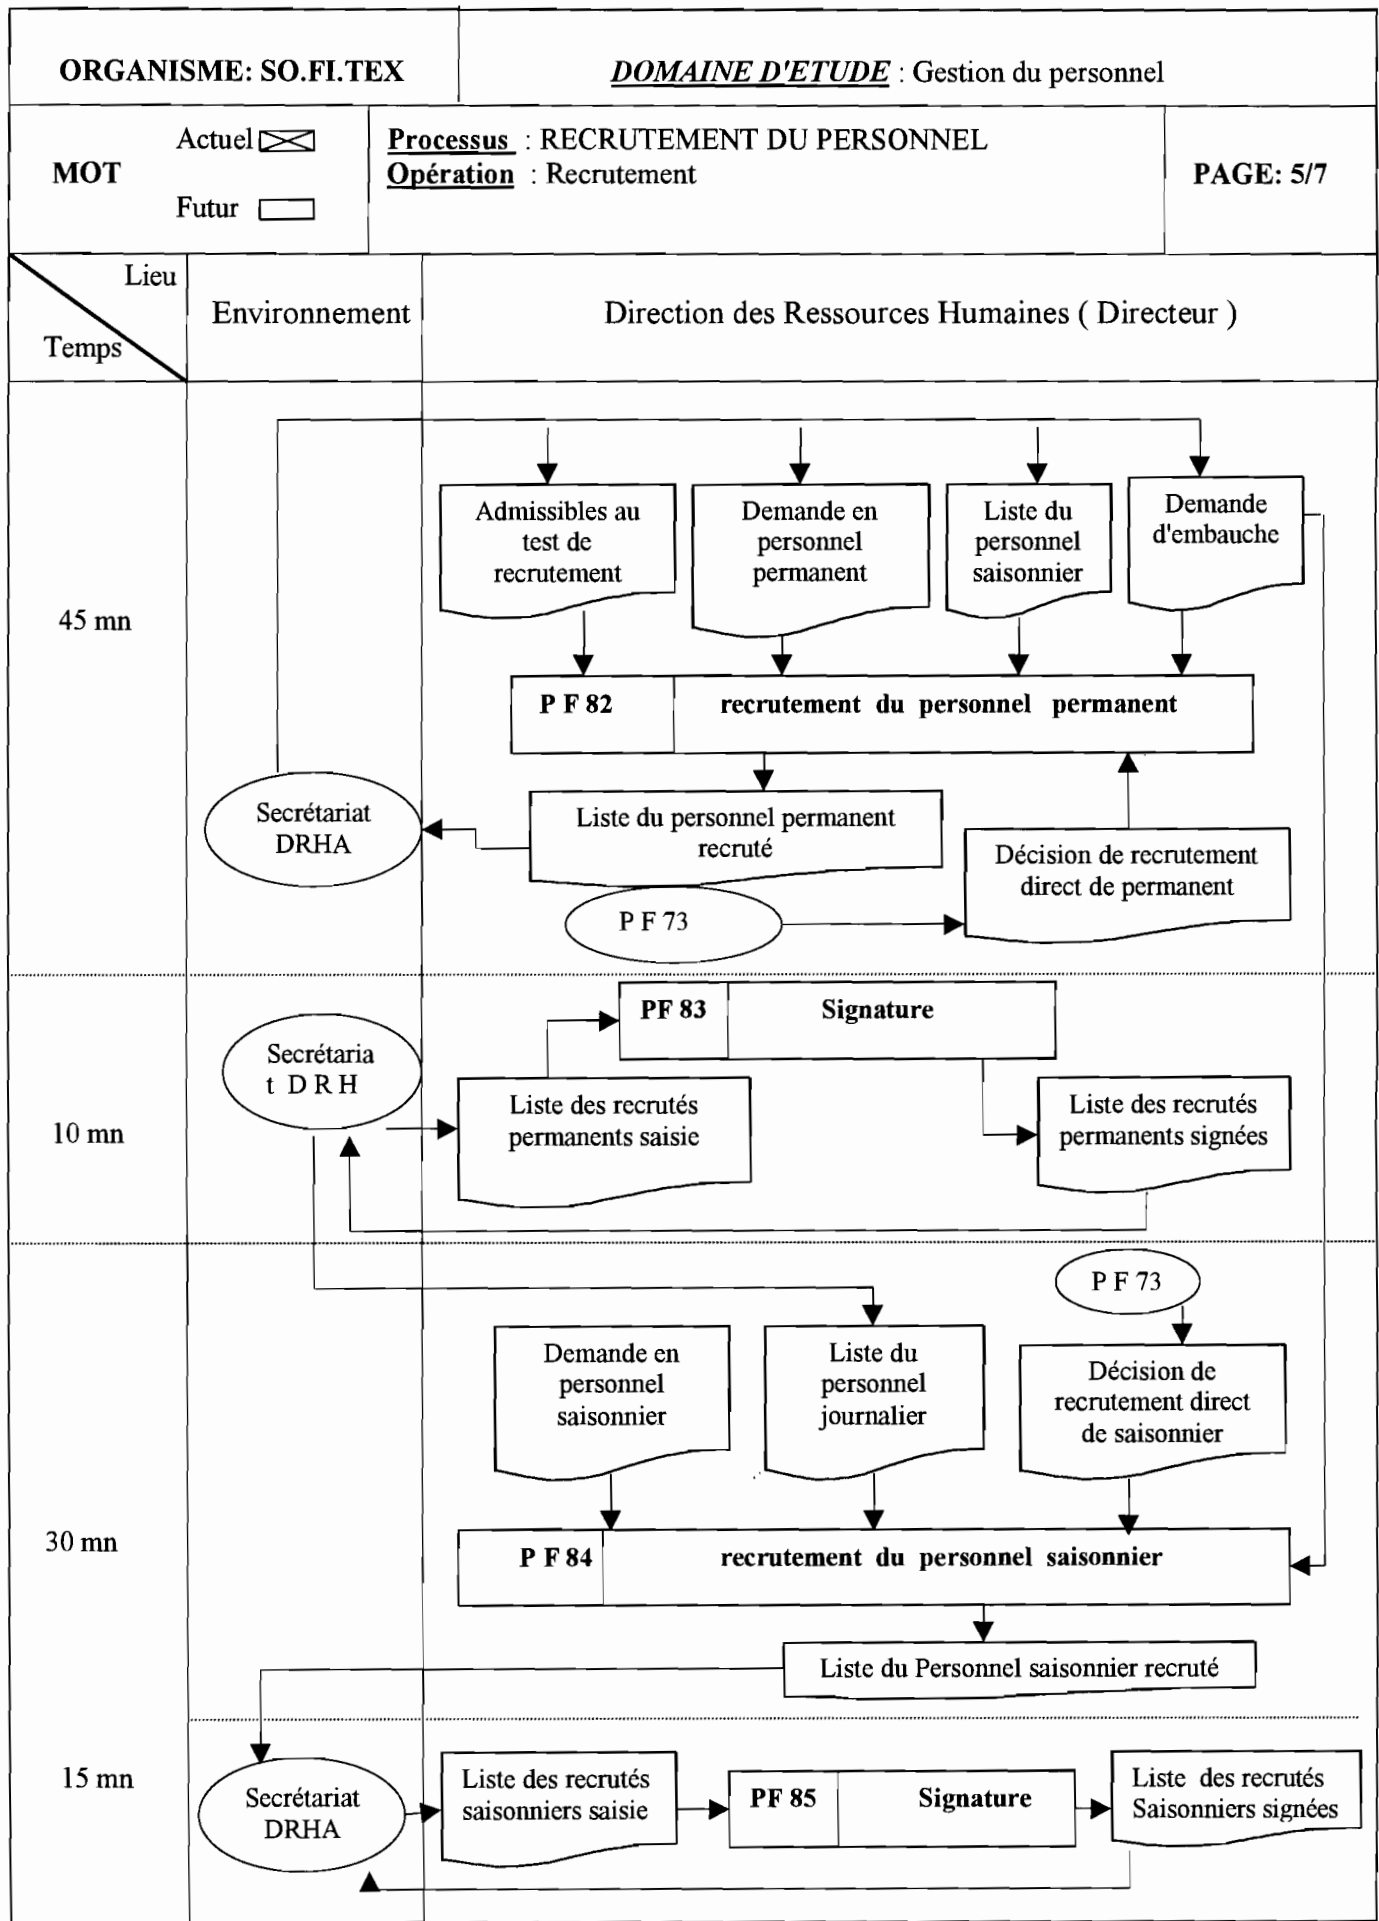 ORGANISME: SO.FI.TEX
DOMAINE D'ETUDE : Gestion du personnel
MOT
Actuel
Futur
Processus : RECRUTEMENT DU PERSONNEL
Opération : Recrutement
PAGE: 5/7
Lieu
Temps
Environnement
Direction des Ressources Humaines ( Directeur )
45 mn
Admissibles au
test de
recrutement
Demande en
personnel
permanent
Liste du
personnel
saisonnier
Demande
d'embauche
P F 82
recrutement du personnel permanent
Secrétariat
DRHA
Liste du personnel permanent
recruté
Décision de recrutement
direct de permanent
P F 73
10 mn
PF 83
Signature
Secrétaria
t D R H
Liste des recrutés
permanents saisie
Liste des recrutés
permanents signées
30 mn
P F 73
Demande en
personnel
saisonnier
Liste du
personnel
journalier
Décision de
recrutement direct
de saisonnier
P F 84
recrutement du personnel saisonnier
Liste du Personnel saisonnier recruté
15 mn
Secrétariat
DRHA
Liste des recrutés
saisonniers saisie
PF 85
Signature
Liste des recrutés
Saisonniers signées